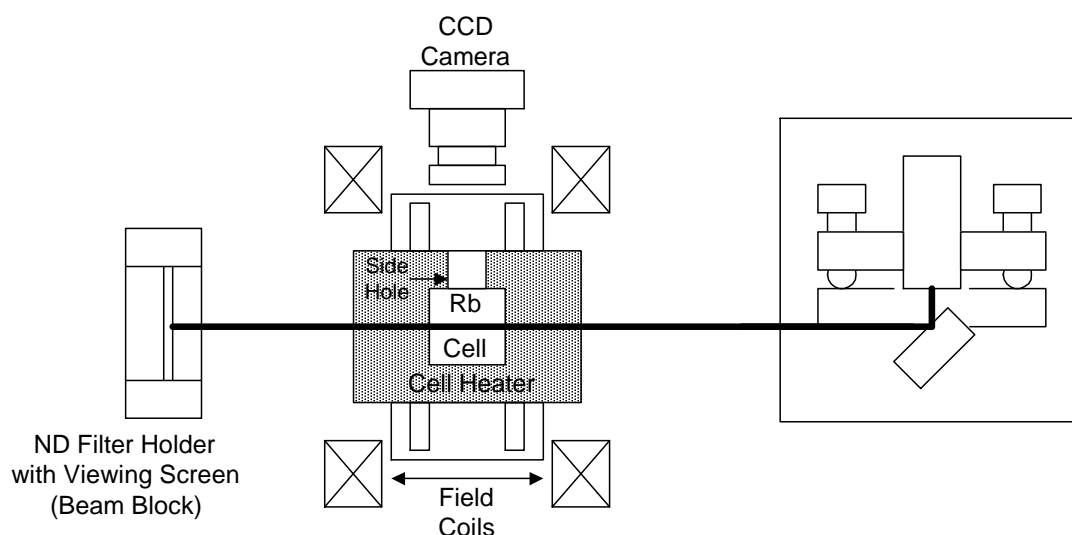 CCD
Camera
Side
Hole
Rb
Cell
Cell Heater
ND Filter Holder
with Viewing Screen
(Beam Block)
Field
Coils